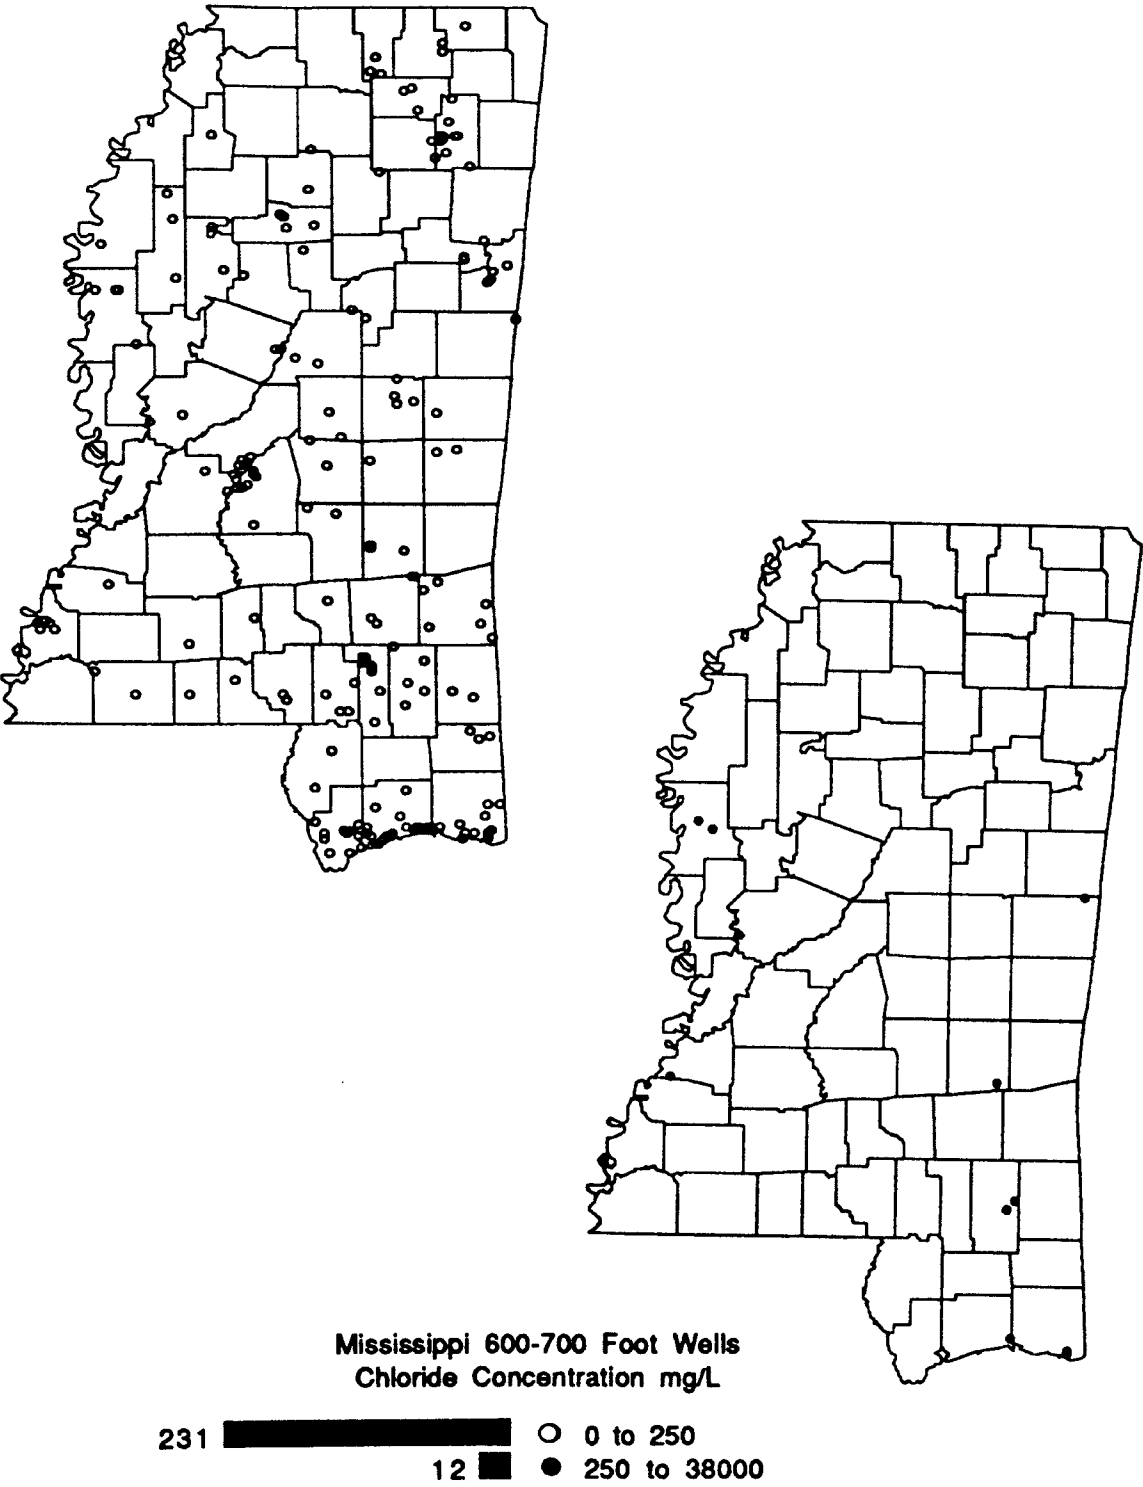 Mississippi 600-700 Foot Wells
Chloride Concentration mg/L
231 0 to 250
12 250 to 38000